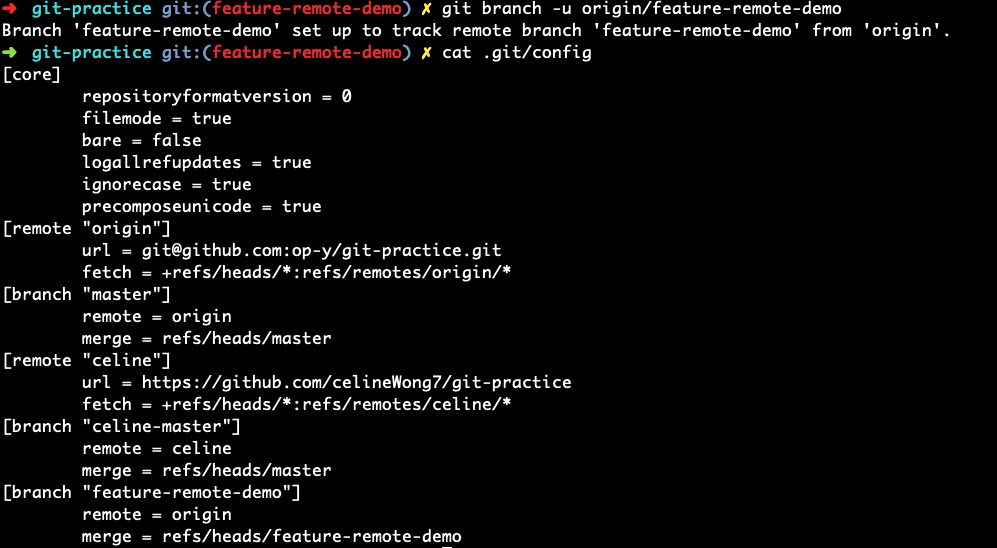 ➜  git-practice git:(feature-remote-demo) ✗ git branch -u origin/feature-remote-demo
Branch 'feature-remote-demo' set up to track remote branch 'feature-remote-demo' from 'origin'.
➜  git-practice git:(feature-remote-demo) ✗ cat .git/config
[core]
        repositoryformatversion = 0
        filemode = true
        bare = false
        logallrefupdates = true
        ignorecase = true
        precomposeunicode = true
[remote "origin"]
        url = git@github.com:op-y/git-practice.git
        fetch = +refs/heads/*:refs/remotes/origin/*
[branch "master"]
        remote = origin
        merge = refs/heads/master
[remote "celine"]
        url = https://github.com/celineWong7/git-practice
        fetch = +refs/heads/*:refs/remotes/celine/*
[branch "celine-master"]
        remote = celine
        merge = refs/heads/master
[branch "feature-remote-demo"]
        remote = origin
        merge = refs/heads/feature-remote-demo